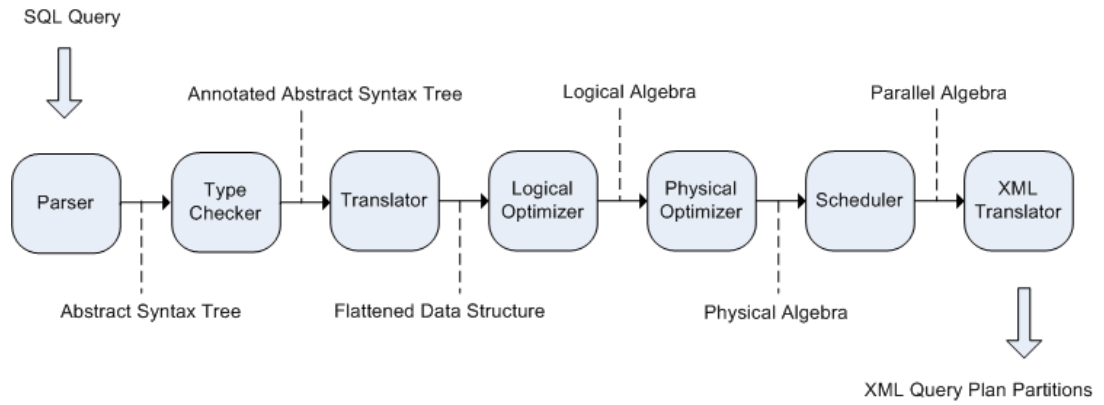 SQL Query
Annotated Abstract Syntax Tree
Logical Algebra
Parallel Algebra
Parser
Type
Checker
Translator
Logical
Optimizer
Physical
Optimizer
Scheduler
XML
Translator
Abstract Syntax Tree
Flattened Data Structure
Physical Algebra
XML Query Plan Partitions